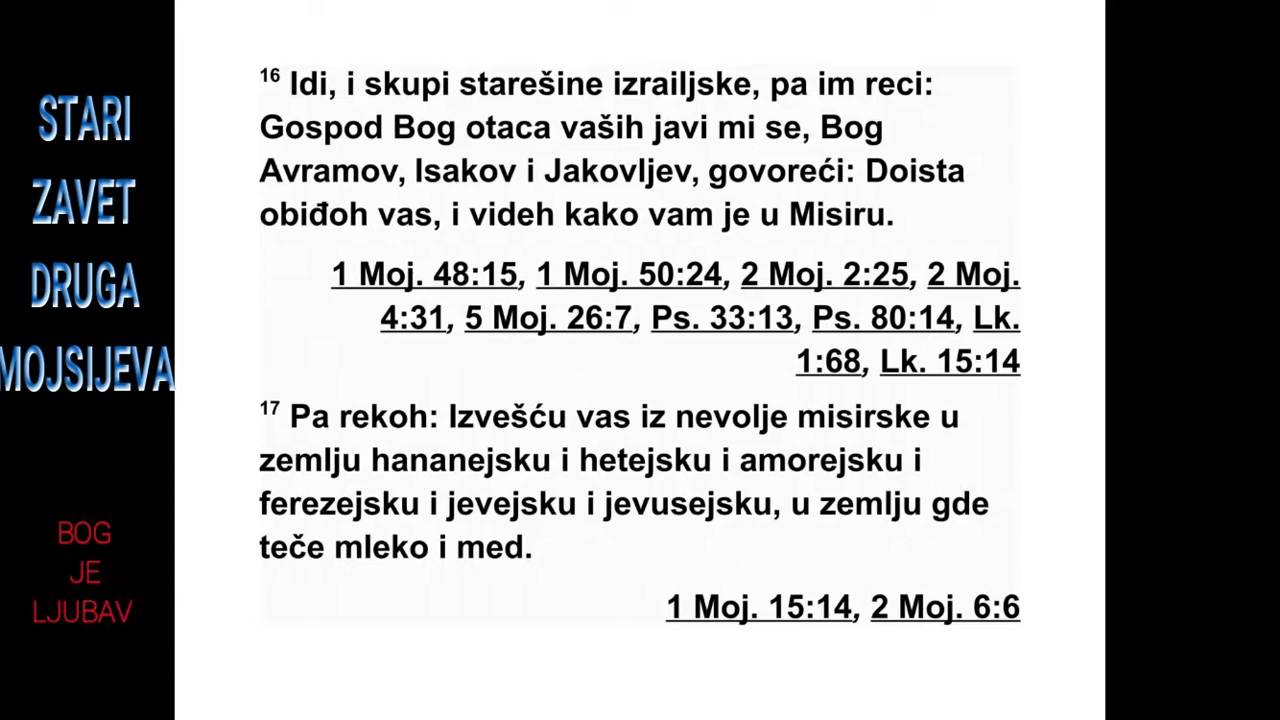 STARI
ZAVET
DRUGA
MOJSIJEVA
BOG
JE
LJUBAV
16 Idi, i skupi starešine izrailjske, pa im reci:
Gospod Bog otaca vaših javi mi se, Bog
Avramov, Isakov i Jakovljev, govoreći: Doista
obiđoh vas, i videh kako vam je u Misiru.
1 Moj. 48:15, 1 Moj. 50:24, 2 Moj. 2:25, 2 Moj.
4:31, 5 Moj. 26:7, Ps. 33:13, Ps. 80:14, Lk.
1:68, Lk. 15:14
17 Pa rekoh: Izvešću vas iz nevolje misirske u
zemlju hananejsku i hetejsku i amorejsku i
ferezejsku i jevejsku i jevusejsku, u zemlju gde
teče mleko i med.
1 Moj. 15:14, 2 Moj. 6:6